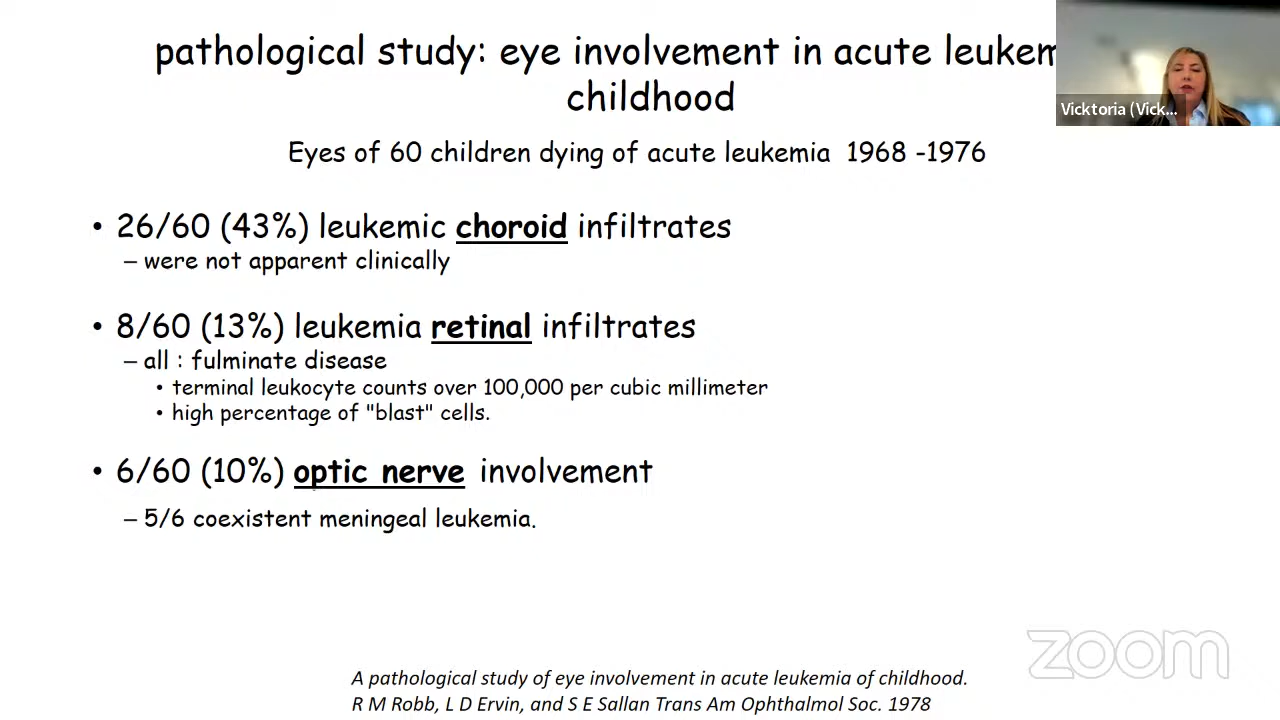 pathological study: eye involvement in acute leukem
childhood
Vicktoria (Vick...
Eyes of 60 children dying of acute leukemia 1968 -1976
• 26/60 (43%) leukemic choroid infiltrates
– were not apparent clinically
• 8/60 (13%) leukemia retinal infiltrates
– all : fulminate disease
• terminal leukocyte counts over 100,000 per cubic millimeter
• high percentage of "blast" cells.
• 6/60 (10%) optic nerve involvement
– 5/6 coexistent meningeal leukemia.
zoom
A pathological study of eye involvement in acute leukemia of childhood.
R M Robb, L D Ervin, and S E Sallan Trans Am Ophthalmol Soc. 1978